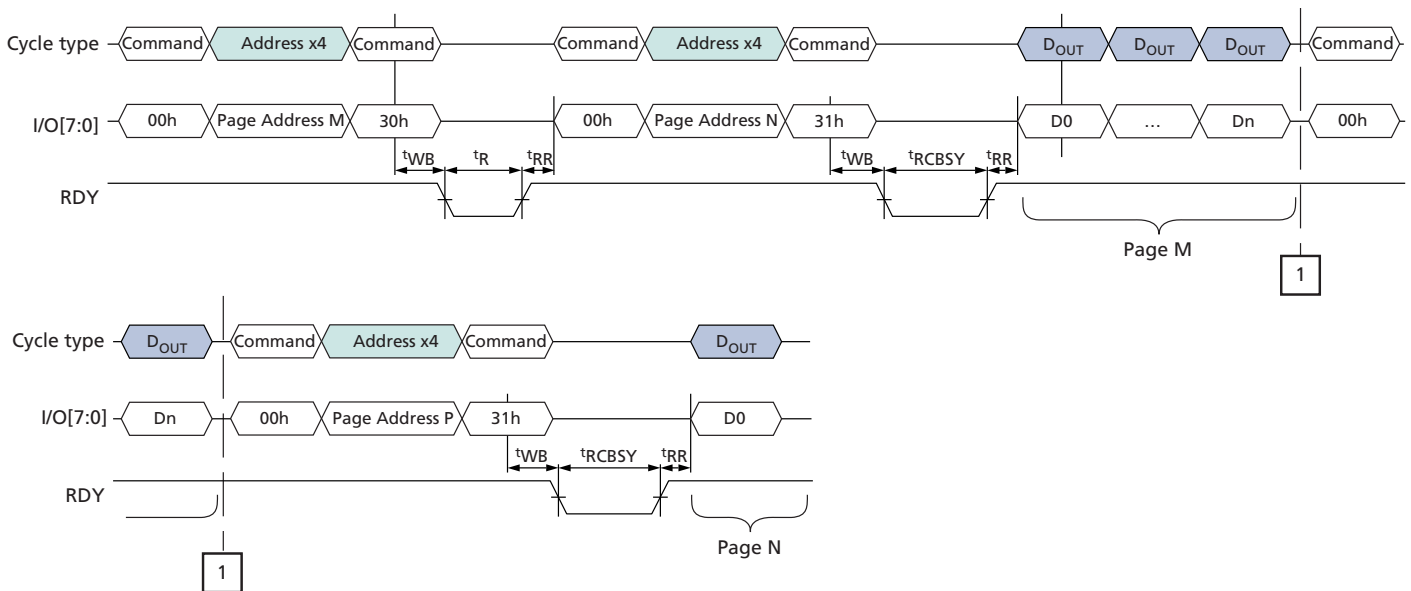 Cycle type Command Address x4 Command Command Address x4 Command DOUT DOUT DOUT Command
I/O[7:0] 00h Page Address M 30h 00h Page Address N 31h D0 … Dn 00h
tWB tR tRR tWB tRCBSY tRR
RDY
Page M
1
Cycle type DOUT Command Address x4 Command DOUT
I/O[7:0] Dn 00h Page Address P 31h D0
tWB tRCBSY tRR
RDY
Page N
1